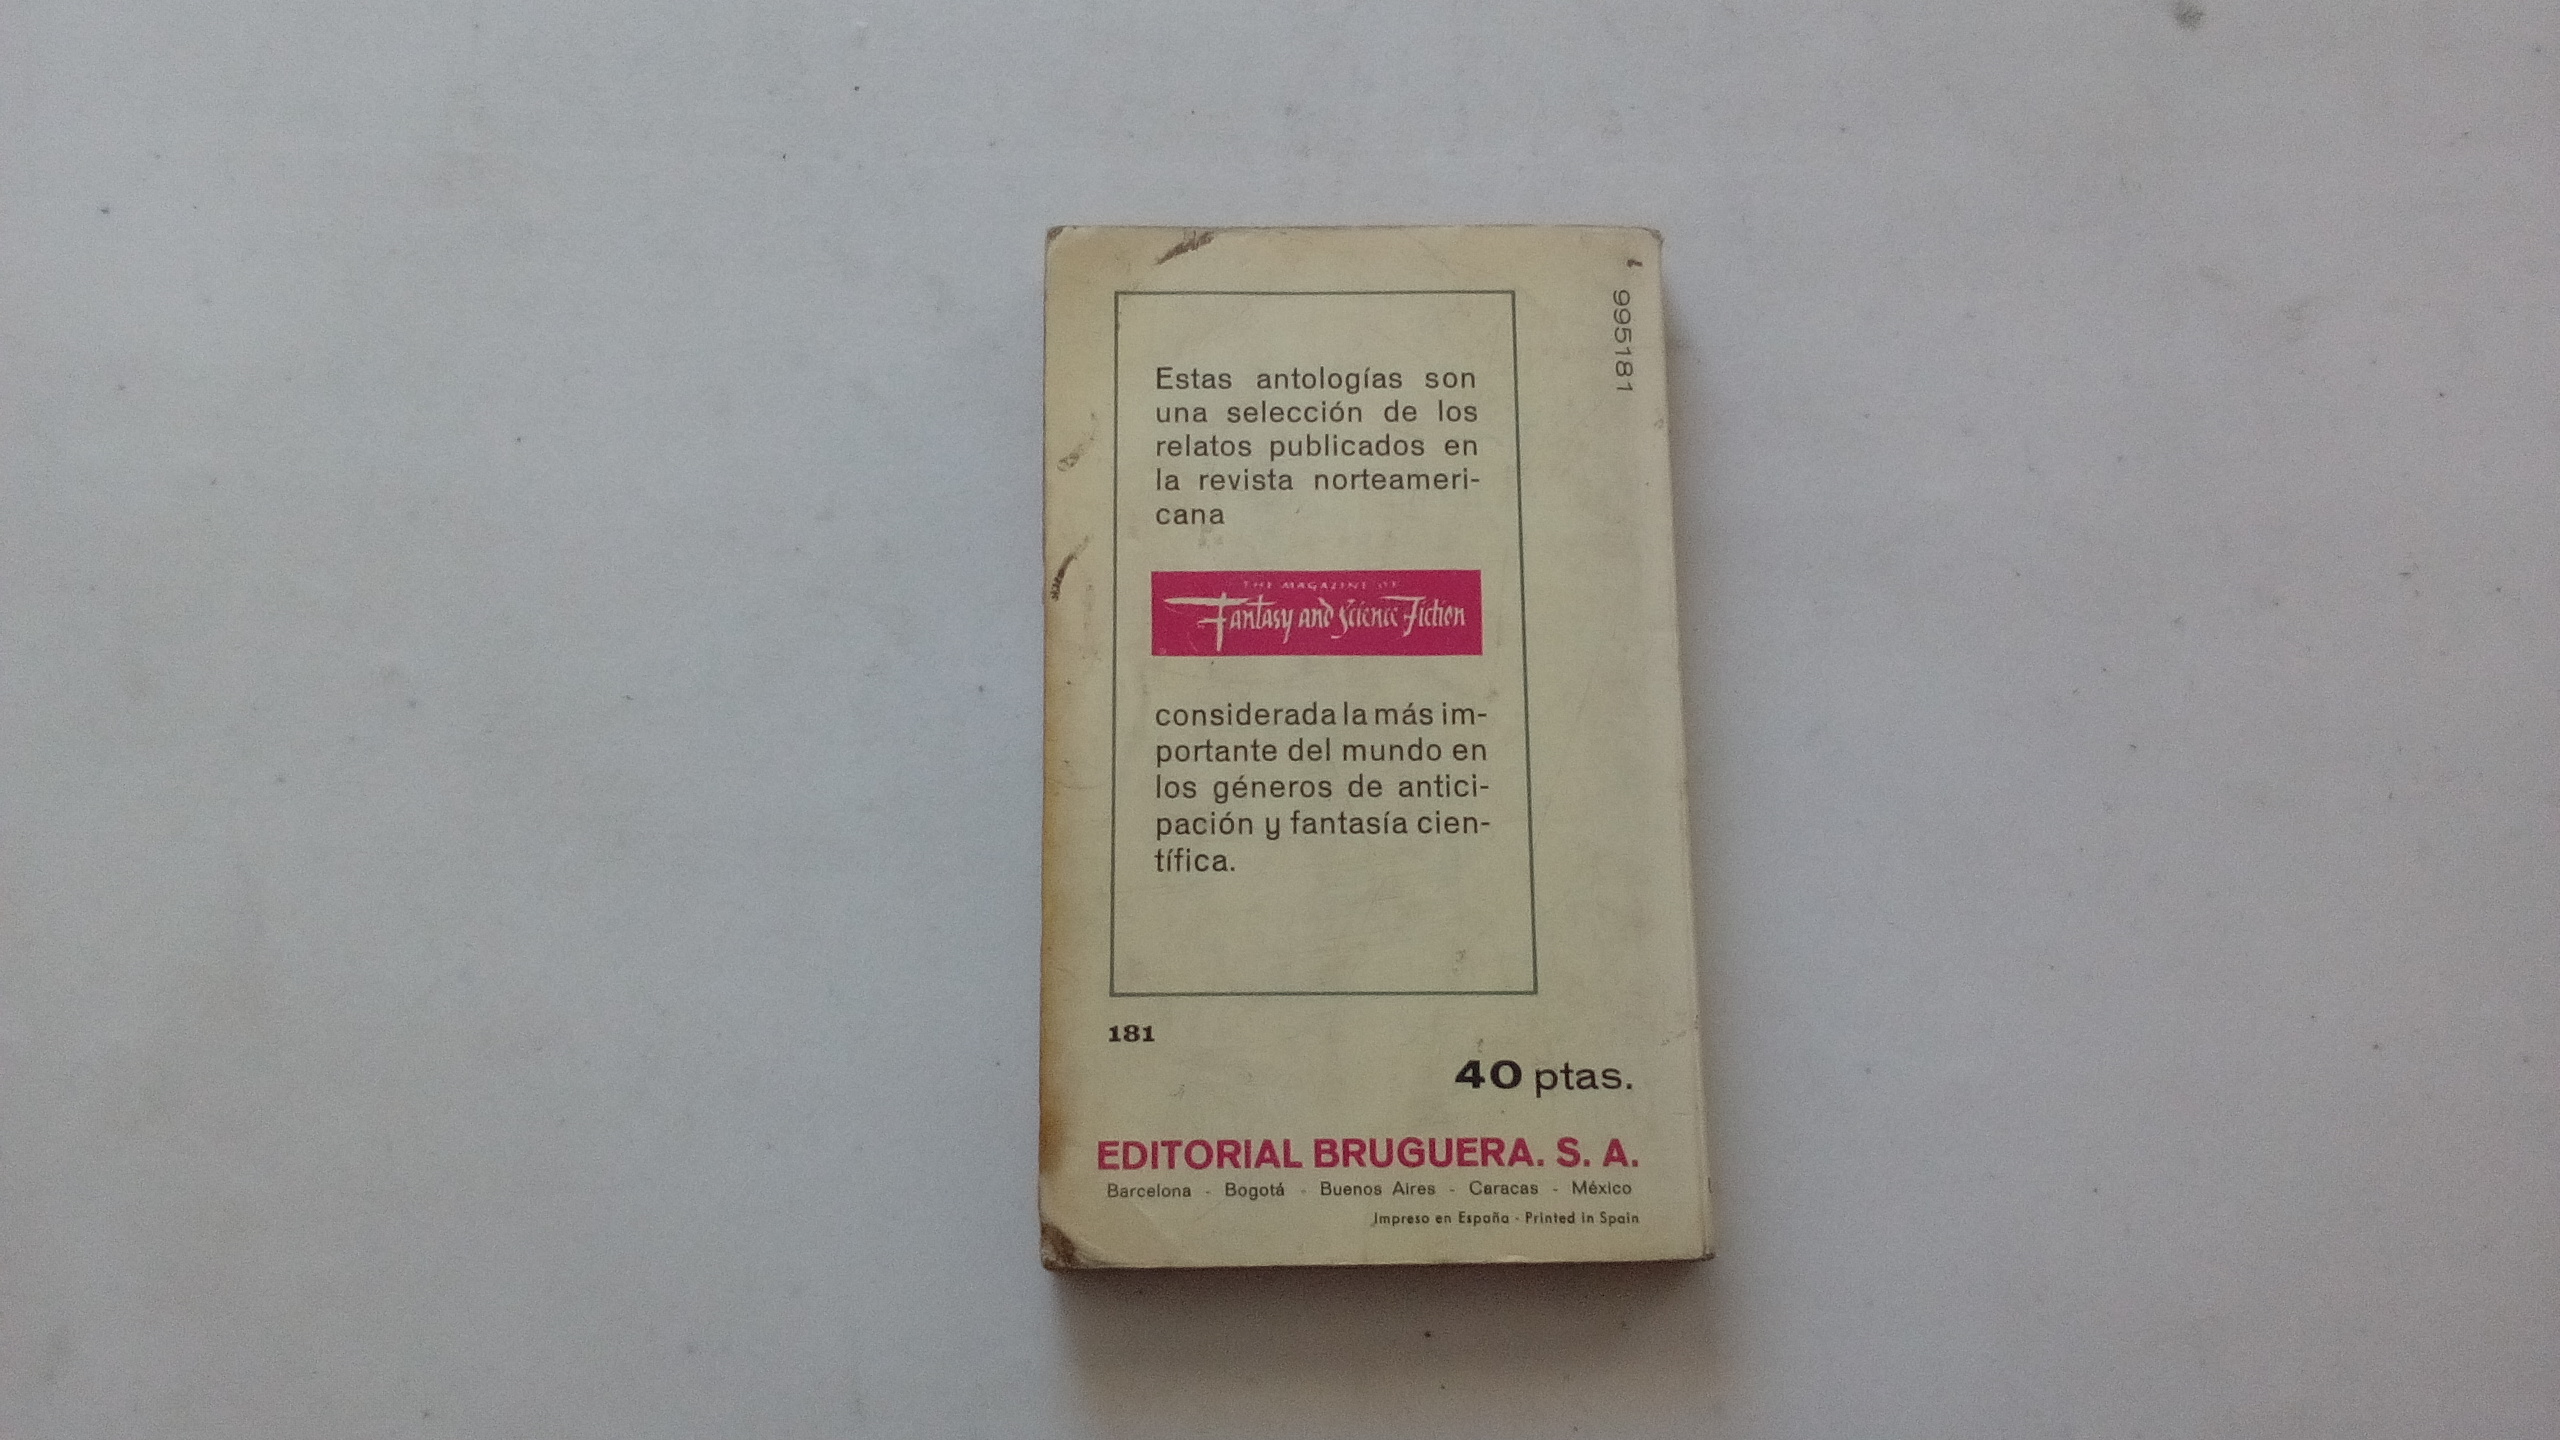 995181
Estas antologías son
una selección de los
relatos publicados en
la revista norteameri-
cana
THE MAGAZINE OF
Fantasy and Science Fiction
considerada la más im-
portante del mundo en
los géneros de antici-
pación y fantasía cien-
tífica.
181
40 ptas.
EDITORIAL BRUGUERA. S. A.
Barcelona - Bogotá - Buenos Aires - Caracas - México
Impreso en España - Printed in Spain